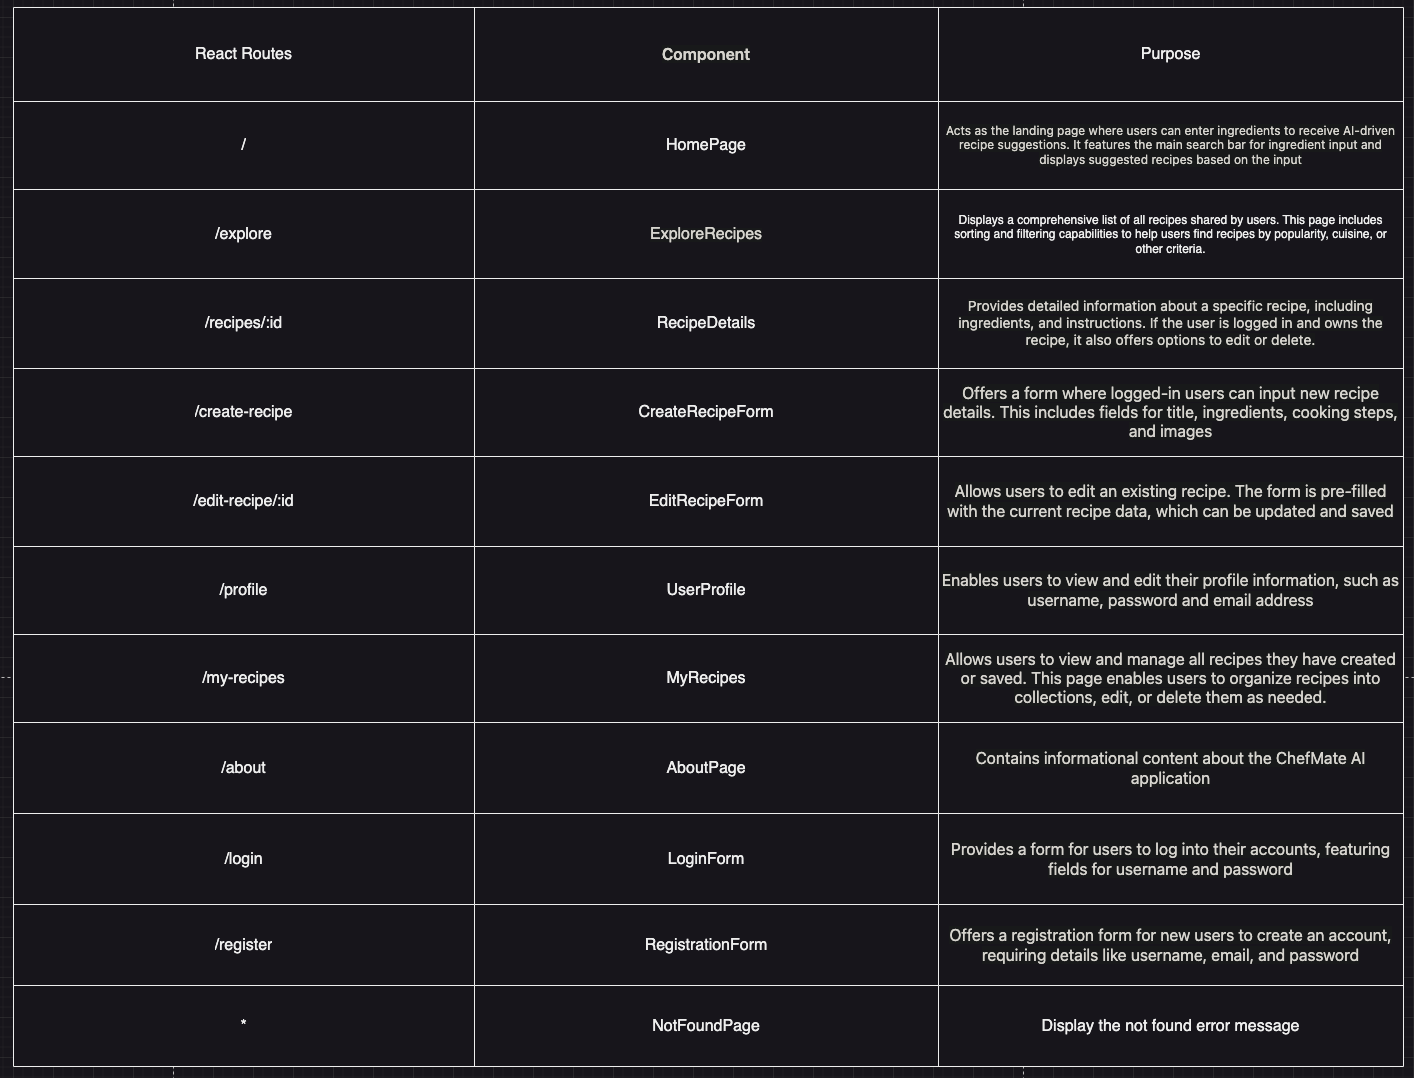 React Routes
Component
Purpose
/
HomePage
Acts as the landing page where users can enter ingredients to receive AI-driven
recipe suggestions. It features the main search bar for ingredient input and
displays suggested recipes based on the input
/explore
ExploreRecipes
Displays a comprehensive list of all recipes shared by users. This page includes
sorting and filtering capabilities to help users find recipes by popularity, cuisine, or
other criteria.
/recipes/:id
RecipeDetails
Provides detailed information about a specific recipe, including
ingredients, and instructions. If the user is logged in and owns the
recipe, it also offers options to edit or delete.
/create-recipe
CreateRecipeForm
Offers a form where logged-in users can input new recipe
details. This includes fields for title, ingredients, cooking steps,
and images
/edit-recipe/:id
EditRecipeForm
Allows users to edit an existing recipe. The form is pre-filled
with the current recipe data, which can be updated and saved
/profile
UserProfile
Enables users to view and edit their profile information, such as
username, password and email address
/my-recipes
MyRecipes
Allows users to view and manage all recipes they have created
or saved. This page enables users to organize recipes into
collections, edit, or delete them as needed.
/about
AboutPage
Contains informational content about the ChefMate AI
application
/login
LoginForm
Provides a form for users to log into their accounts, featuring
fields for username and password
/register
RegistrationForm
Offers a registration form for new users to create an account,
requiring details like username, email, and password
*
NotFoundPage
Display the not found error message